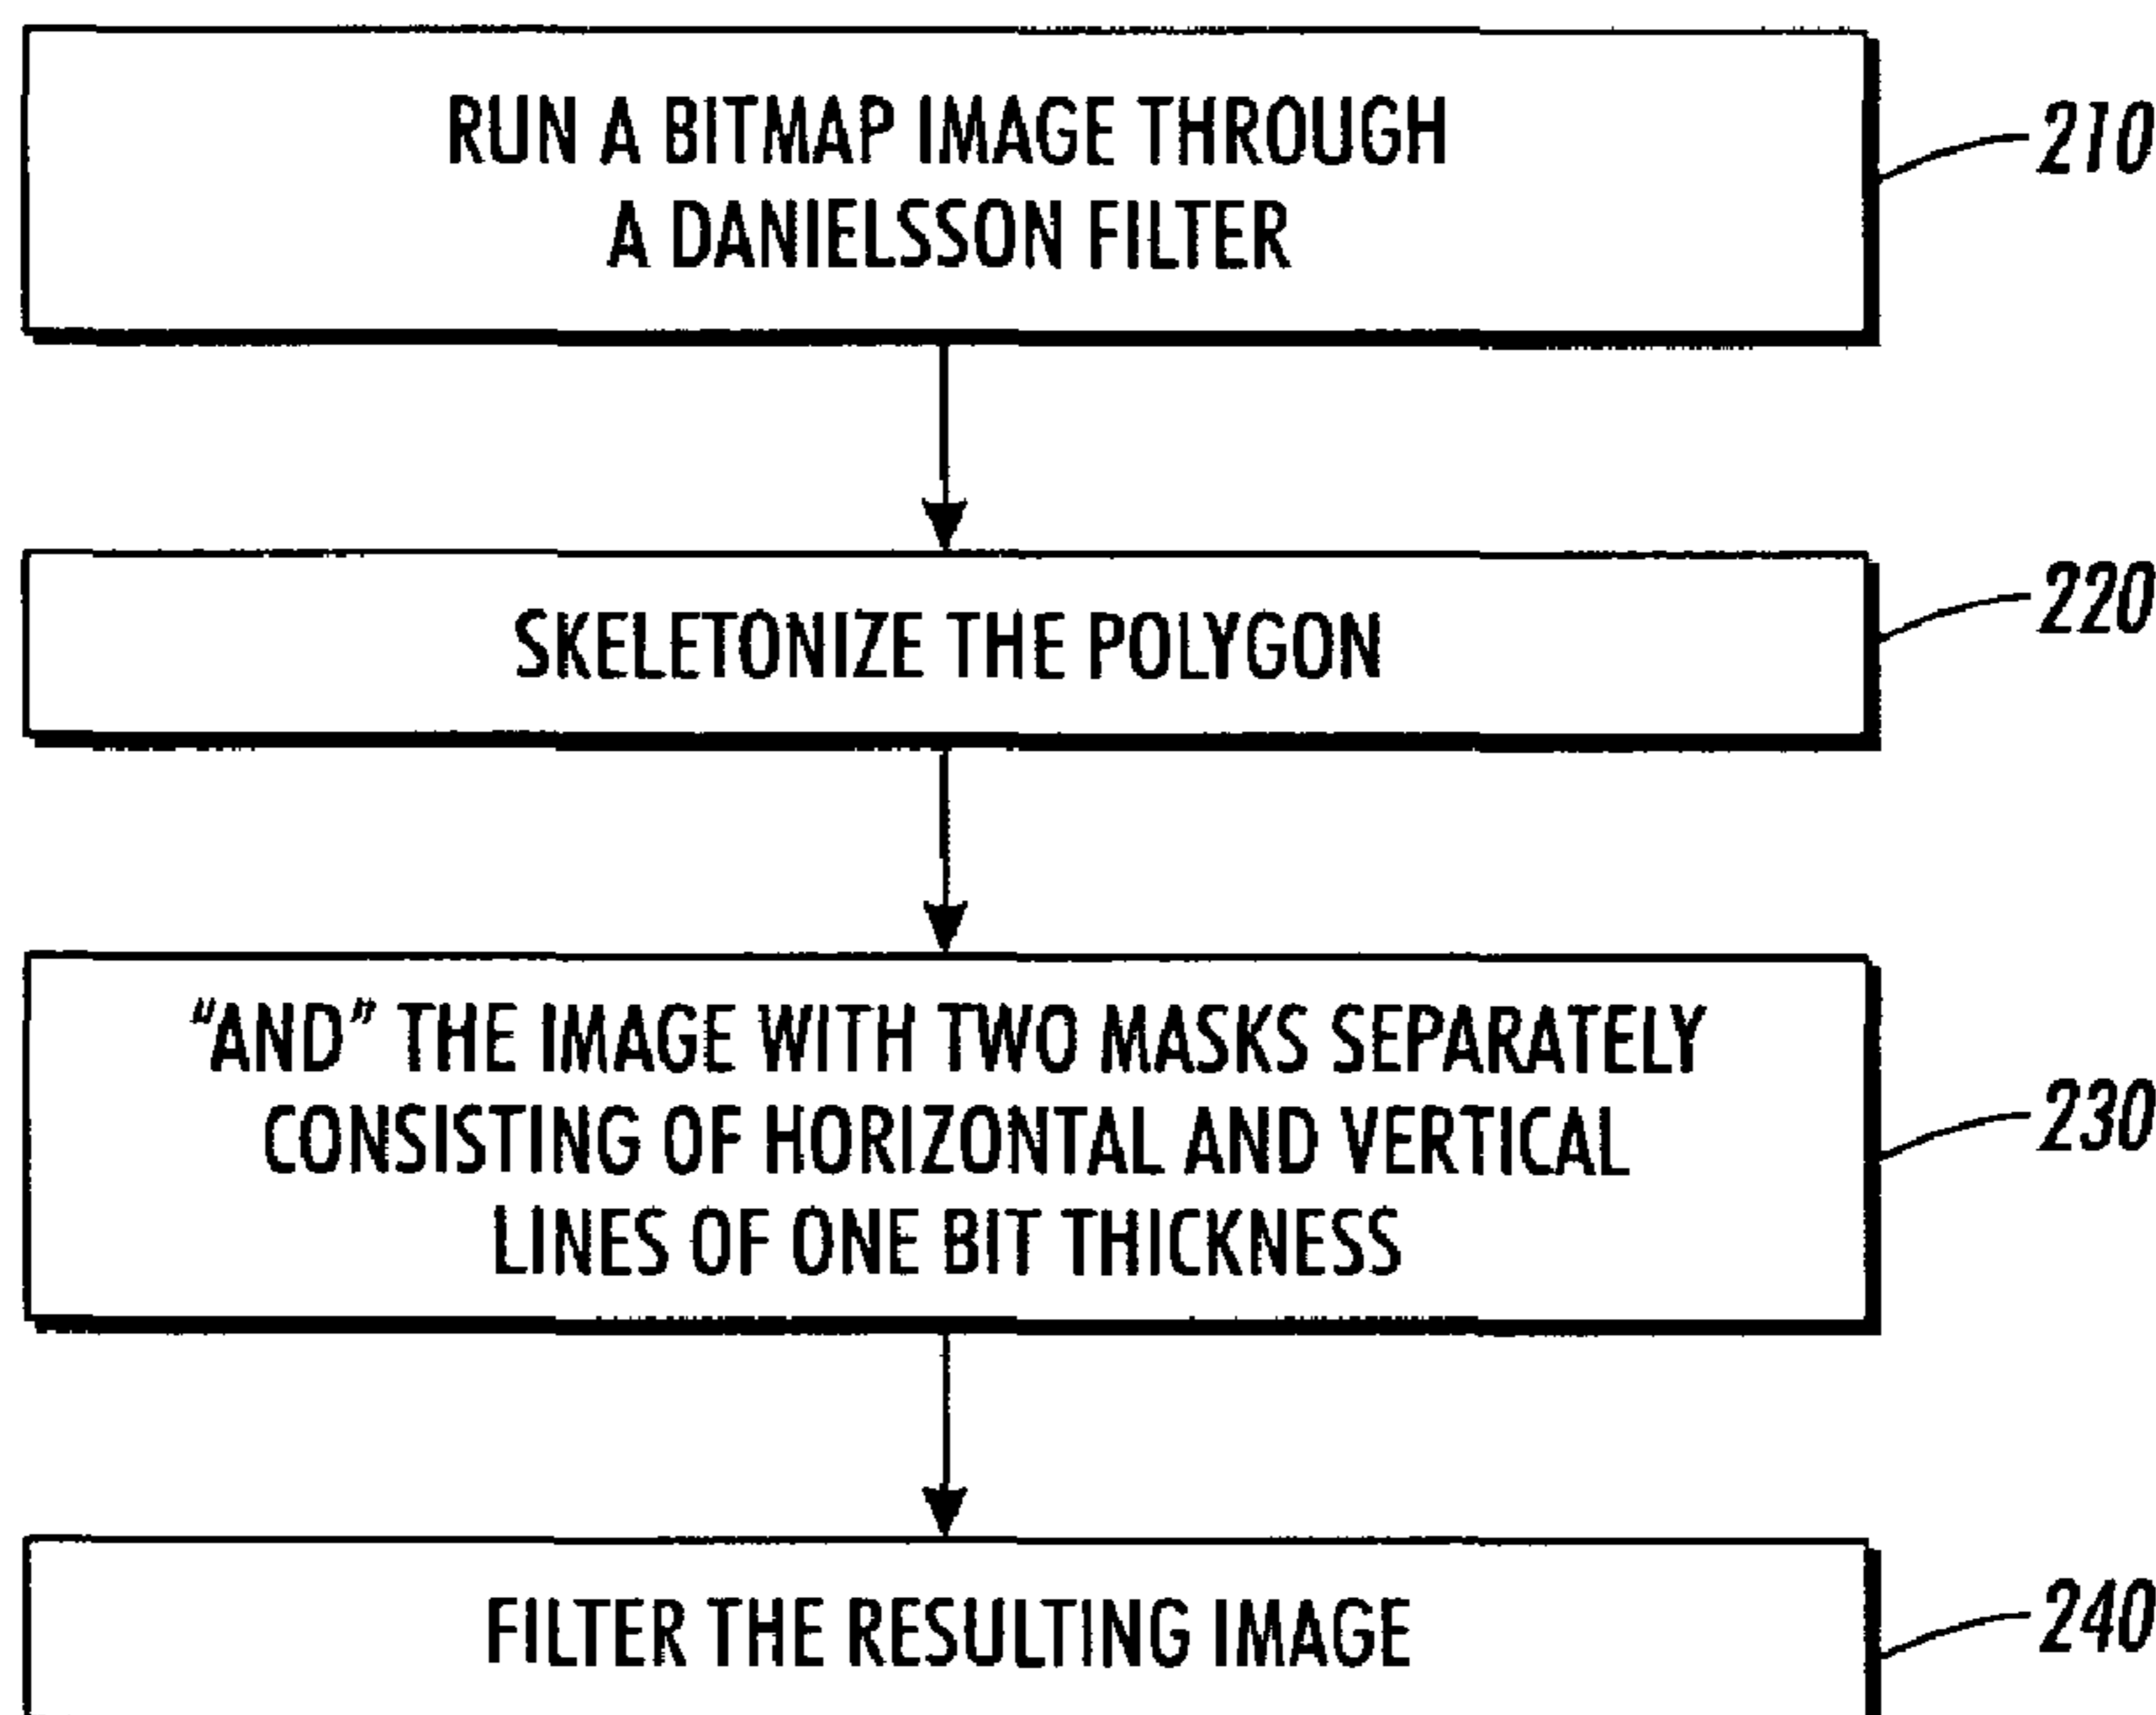 RUN A BITMAP IMAGE THROUGH
A DANIELSSON FILTER
210
SKELETONIZE THE POLYGON
220
"AND" THE IMAGE WITH TWO MASKS SEPARATELY
CONSISTING OF HORIZONTAL AND VERTICAL
LINES OF ONE BIT THICKNESS
230
FILTER THE RESULTING IMAGE
240